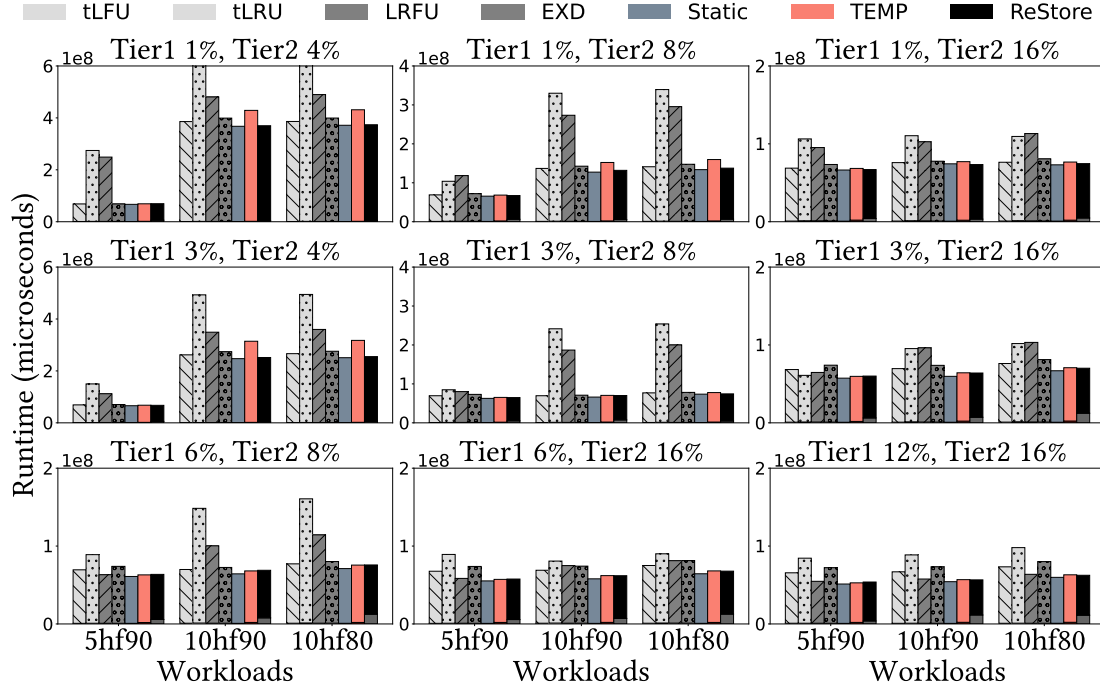 tLFU tLRU LRFU EXD Static TEMP ReStore
Tier1 1%, Tier2 4% Tier1 1%, Tier2 8% Tier1 1%, Tier2 16%
1e8 1e8 1e8
6 4 2
4 3
2 2 1
1
0 0 0
Tier1 3%, Tier2 4% Tier1 3%, Tier2 8% Tier1 3%, Tier2 16%
1e8 1e8 1e8
6 4 2
4 3
2 2 1
1
0 0 0
Tier1 6%, Tier2 8% Tier1 6%, Tier2 16% Tier1 12%, Tier2 16%
1e8 1e8 1e8
2 2 2
1 1 1
0 0 0
5hf90 10hf90 10hf80 5hf90 10hf90 10hf80 5hf90 10hf90 10hf80
Workloads Workloads Workloads
Runtime (microseconds)